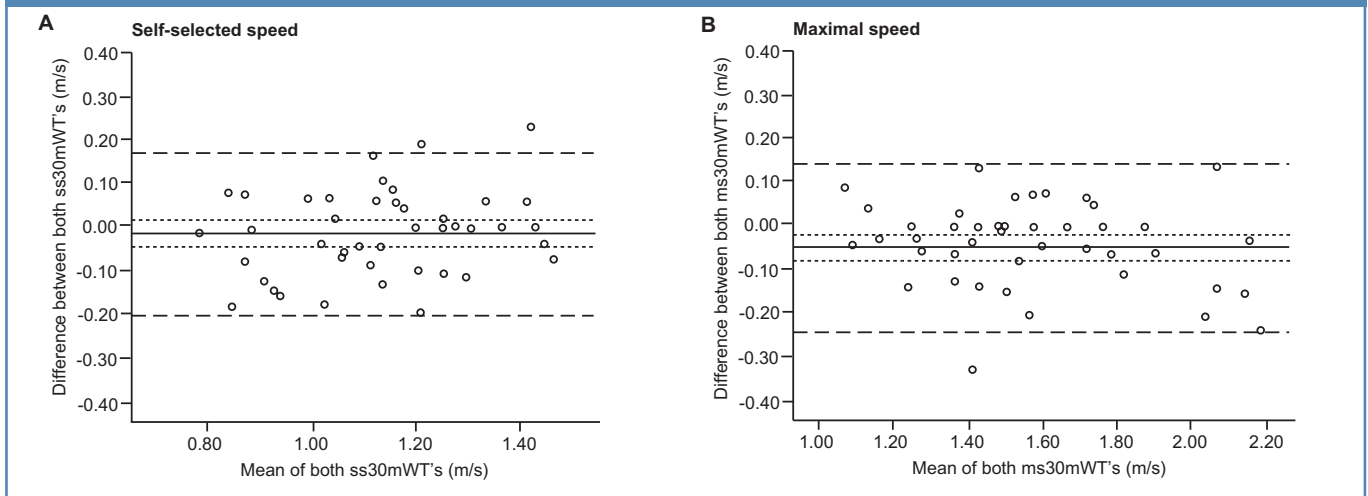 A
Self-selected speed
Difference between both ss30mWT's (m/s)
0.40
0.30
0.20
0.10
0.00
-0.10
-0.20
-0.30
-0.40
0.80 1.00 1.20 1.40
Mean of both ss30mWT's (m/s)
B
Maximal speed
Difference between both ms30mWT's (m/s)
0.40
0.30
0.20
0.10
0.00
-0.10
-0.20
-0.30
-0.40
1.00 1.20 1.40 1.60 1.80 2.00 2.20
Mean of both ms30mWT's (m/s)